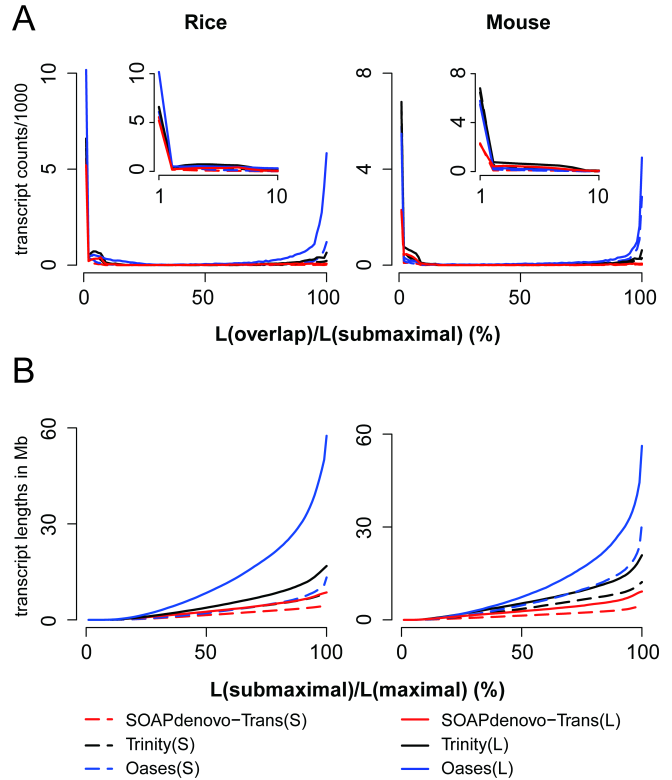 A
Rice
Mouse
transcript counts/1000
10
5
0
10
5
0
1
10
8
4
0
8
4
0
1
10
0
50
100
0
50
100
L(overlap)/L(submaximal) (%)
B
transcript lengths in Mb
60
30
0
60
30
0
0
50
100
0
50
100
L(submaximal)/L(maximal) (%)
SOAPdenovo-Trans(S)
SOAPdenovo-Trans(L)
Trinity(S)
Trinity(L)
Oases(S)
Oases(L)